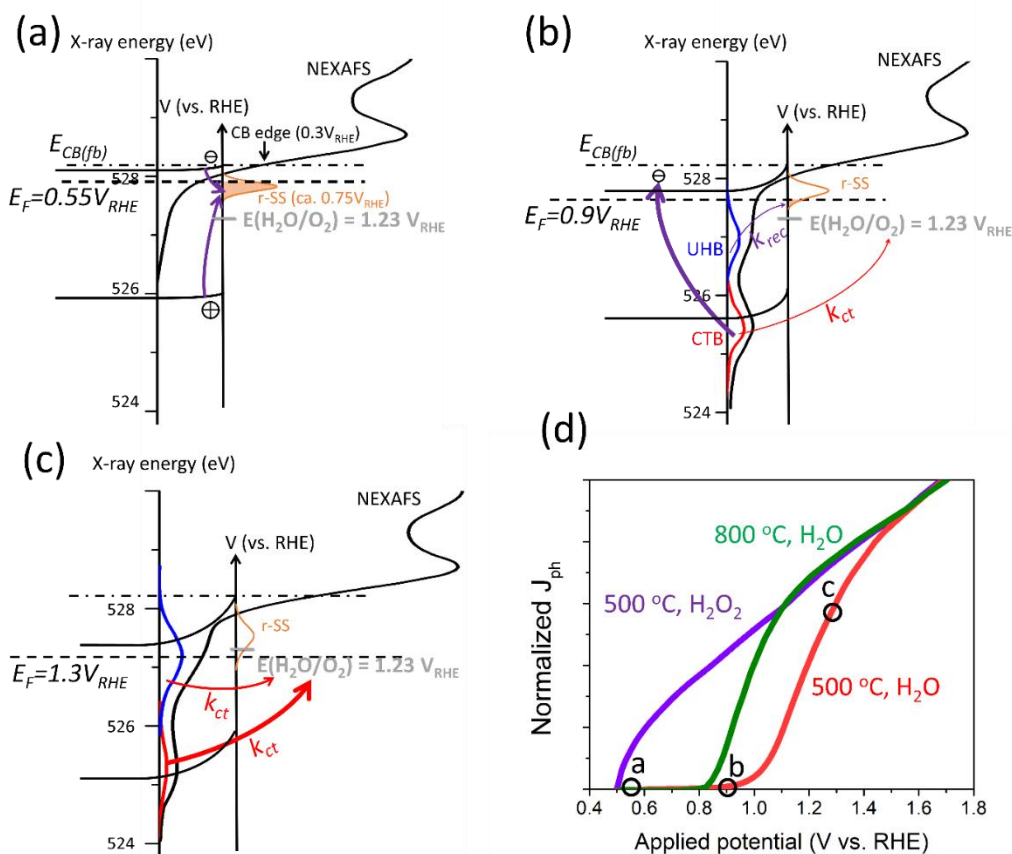 (a)
X-ray energy (eV)
NEXAFS
V (vs. RHE)
CB edge (0.3V_RHE)
E_CB(fb)
⊖
528
E_F=0.55V_RHE
r-SS (ca. 0.75V_RHE)
E(H₂O/O₂) = 1.23 V_RHE
526
⊕
524
(b)
X-ray energy (eV)
NEXAFS
V (vs. RHE)
E_CB(fb)
⊖
528
r-SS
E_F=0.9V_RHE
E(H₂O/O₂) = 1.23 V_RHE
UHB
k_rec
526
CTB
k_ct
524
(c)
X-ray energy (eV)
NEXAFS
V (vs. RHE)
528
r-SS
E_F=1.3V_RHE
E(H₂O/O₂) = 1.23 V_RHE
k_ct
526
k_ct
524
(d)
Normalized J_ph
800 °C, H₂O
500 °C, H₂O₂
c
500 °C, H₂O
a
b
0.4 0.6 0.8 1.0 1.2 1.4 1.6 1.8
Applied potential (V vs. RHE)